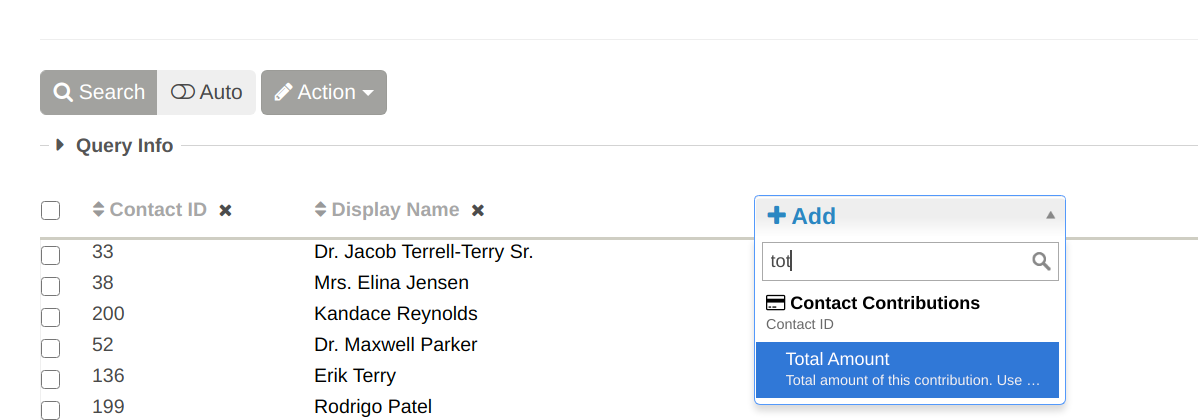 Search Auto Action
Query Info
Contact ID Display Name Add
tot
Contact Contributions
Contact ID
Total Amount
Total amount of this contribution. Use …
33 Dr. Jacob Terrell-Terry Sr.
38 Mrs. Elina Jensen
200 Kandace Reynolds
52 Dr. Maxwell Parker
136 Erik Terry
199 Rodrigo Patel